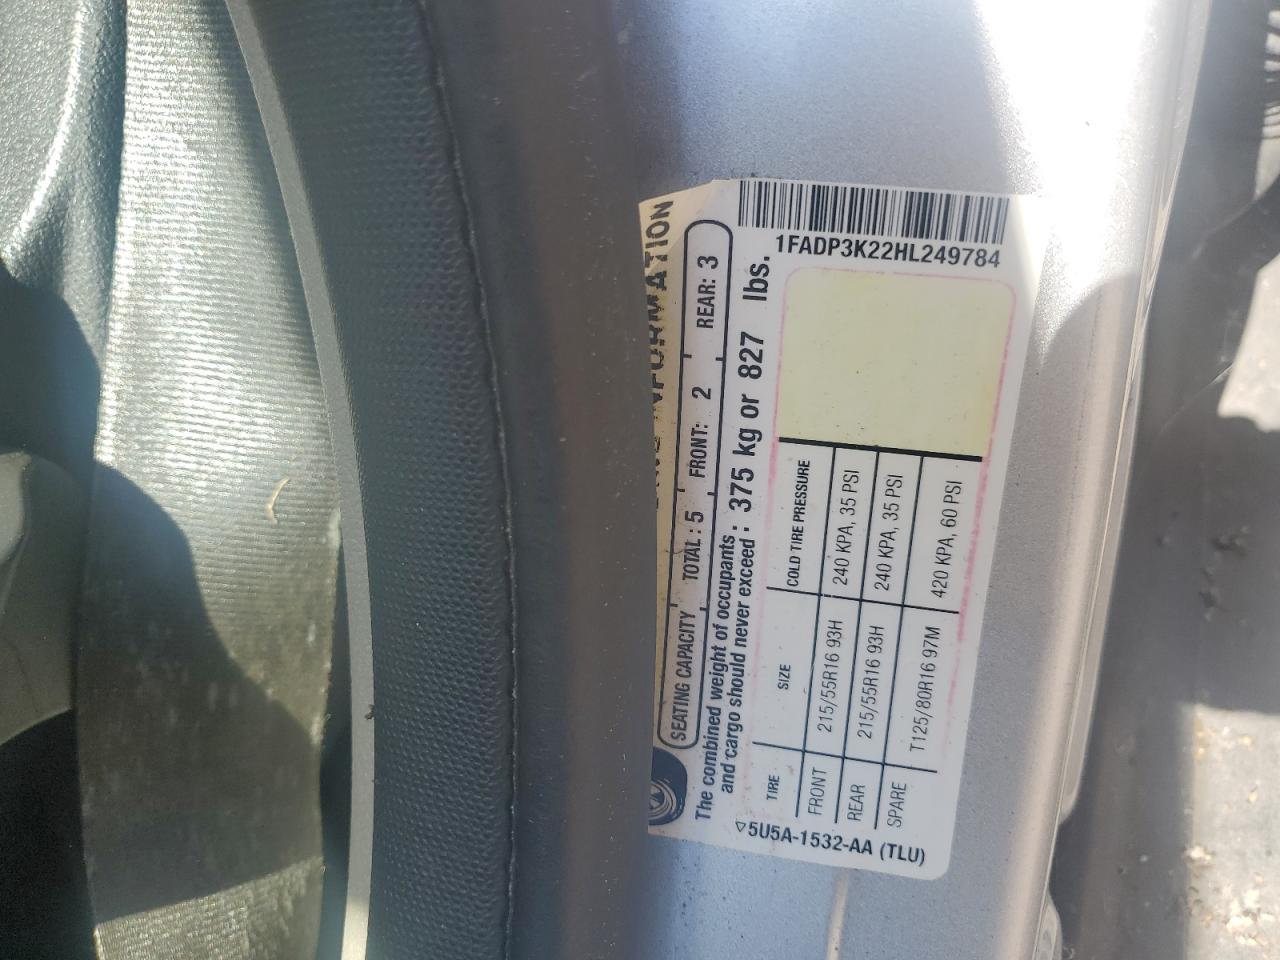 INFORMATION
SEATING CAPACITY TOTAL : 5 FRONT: 2 REAR: 3
The combined weight of occupants
and cargo should never exceed : 375 kg or 827 lbs.
TIRE SIZE COLD TIRE PRESSURE
FRONT 215/55R16 93H 240 KPA, 35 PSI
REAR 215/55R16 93H 240 KPA, 35 PSI
SPARE T125/80R16 97M 420 KPA, 60 PSI
1FADP3K22HL249784
5U5A-1532-AA (TLU)